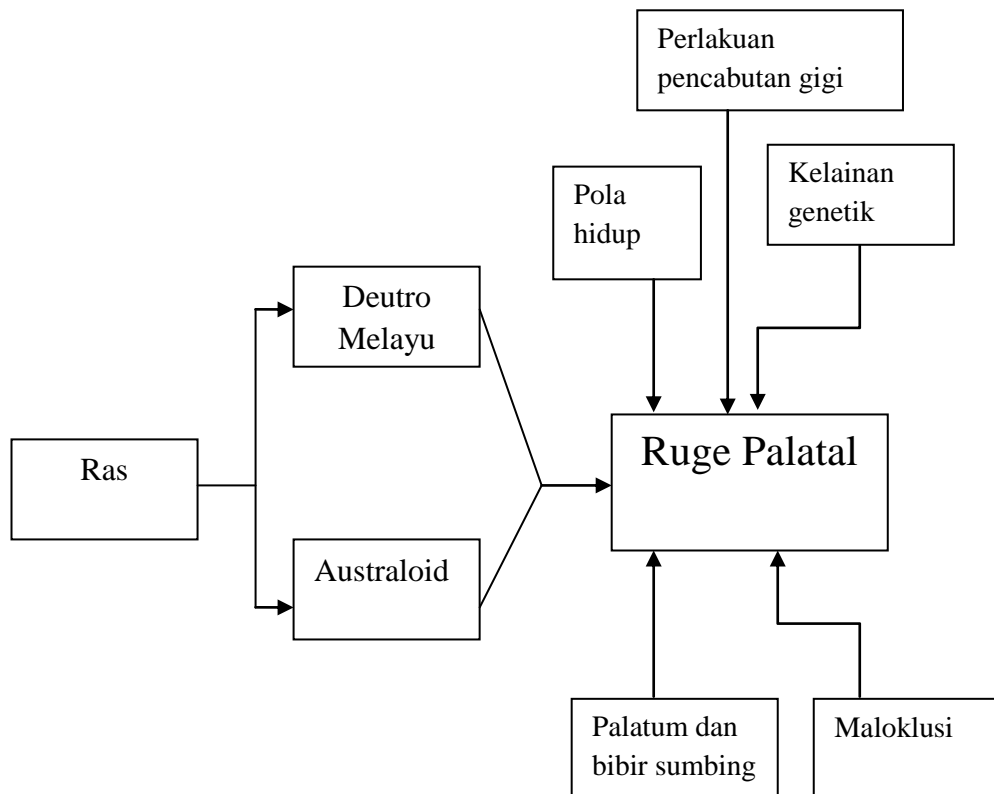 Perlakuan
pencabutan gigi
Kelainan
genetik
Pola
hidup
Deutro
Melayu
Ras
Ruge Palatal
Australoid
Palatum dan
bibir sumbing
Maloklusi